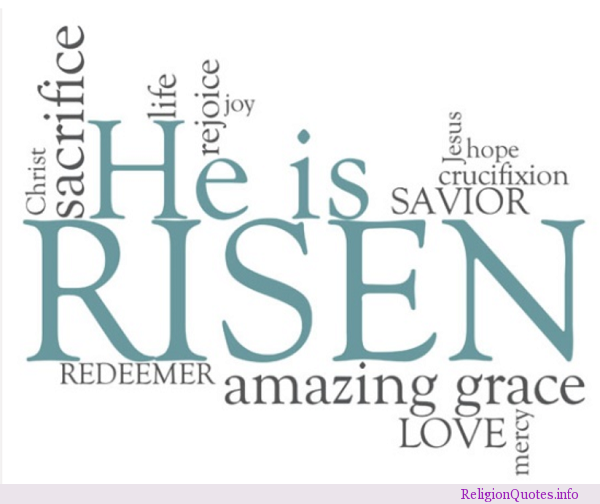 Christ
sacrifice
life
rejoice
joy
He is
Jesus
hope
crucifixion
SAVIOR
RISEN
REDEEMER
amazing grace
LOVE
mercy
ReligionQuotes.info